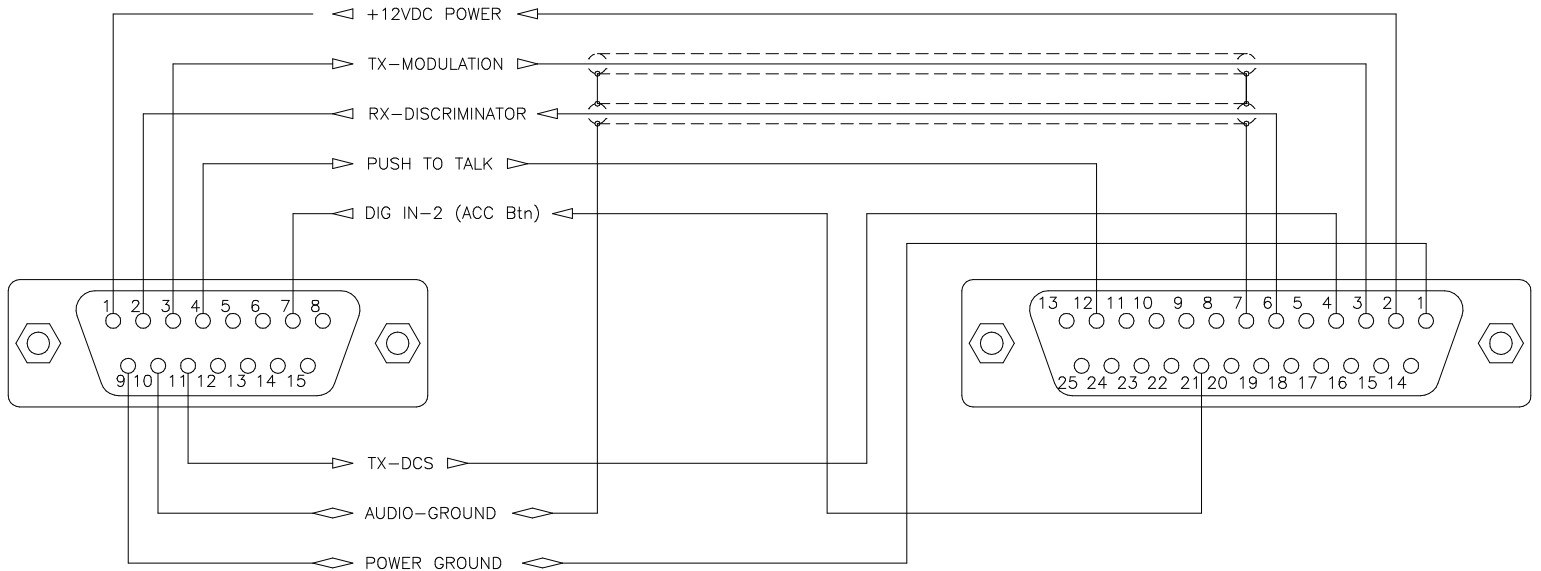 +12VDC POWER
TX-MODULATION
RX-DISCRIMINATOR
PUSH TO TALK
DIG IN-2 (ACC Btn)
1 2 3 4 5 6 7 8
9 10 11 12 13 14 15
13 12 11 10 9 8 7 6 5 4 3 2 1
25 24 23 22 21 20 19 18 17 16 15 14
TX-DCS
AUDIO-GROUND
POWER GROUND